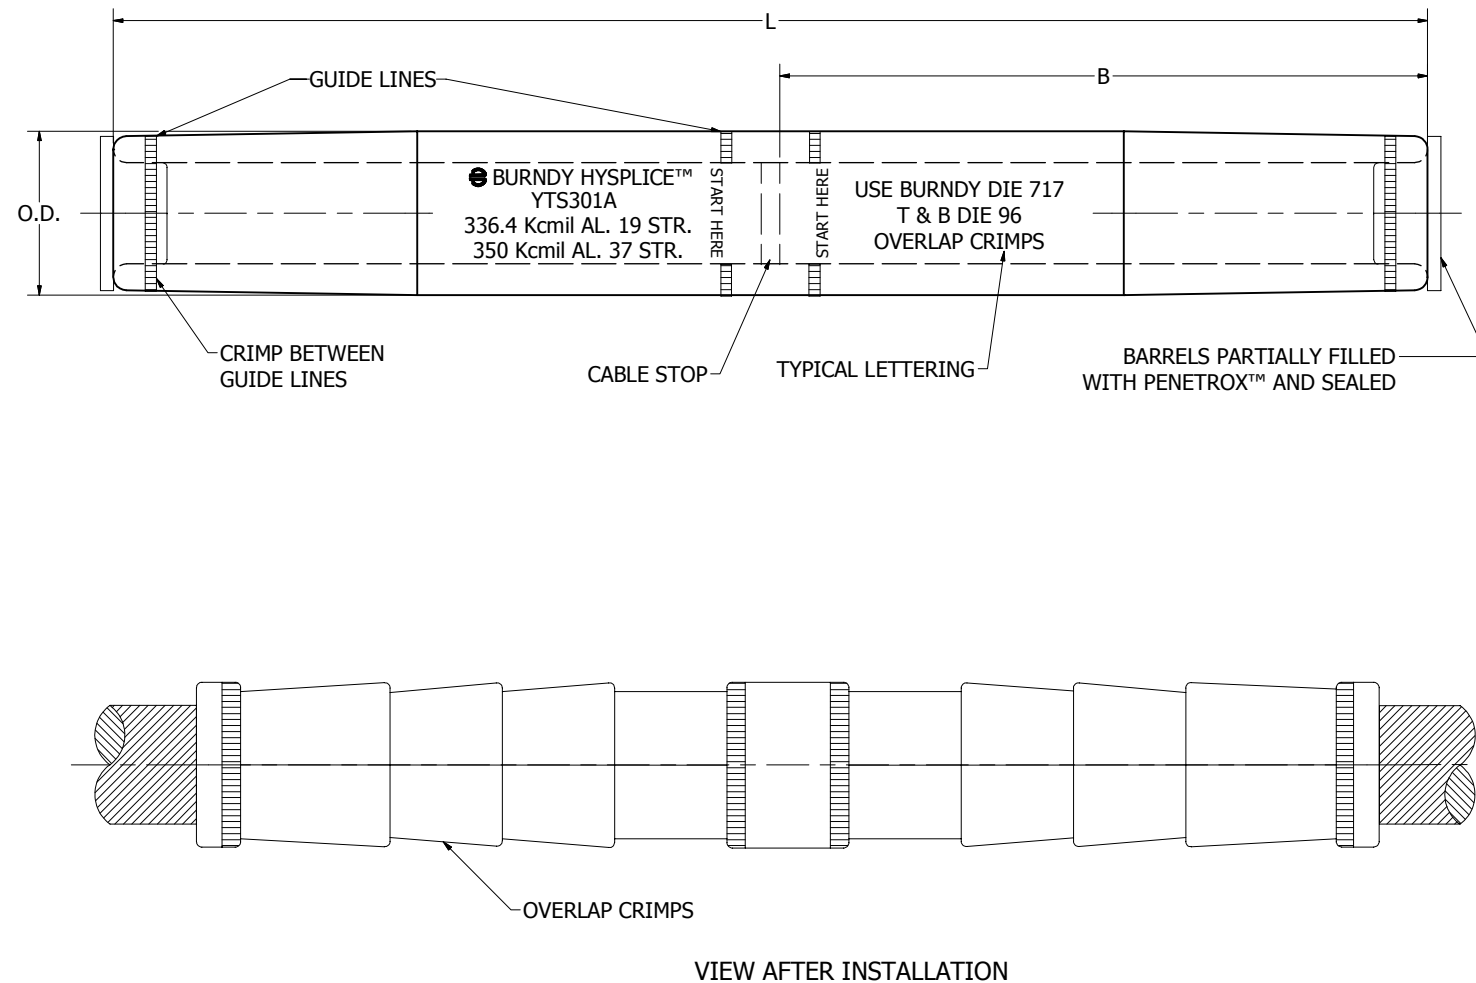 L
B
GUIDE LINES
O.D.
BURNDY HYSPLICE™
YTS301A
336.4 Kcmil AL. 19 STR.
350 Kcmil AL. 37 STR.
START HERE
START HERE
USE BURNDY DIE 717
T & B DIE 96
OVERLAP CRIMPS
CRIMP BETWEEN
GUIDE LINES
CABLE STOP
TYPICAL LETTERING
BARRELS PARTIALLY FILLED
WITH PENETROX™ AND SEALED
OVERLAP CRIMPS
VIEW AFTER INSTALLATION